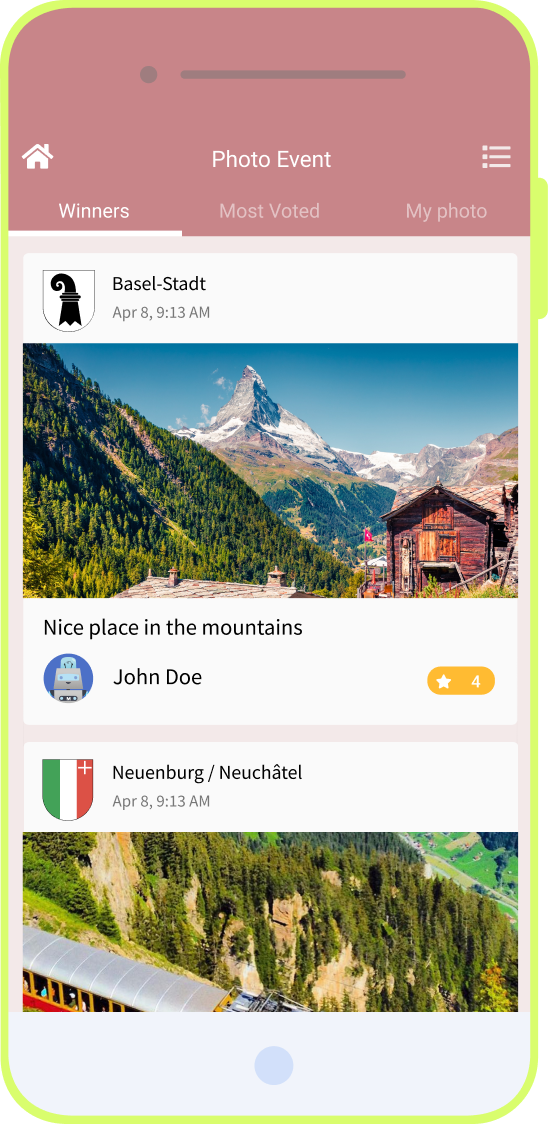 Photo Event
Winners
Most Voted
My photo
Basel-Stadt
Apr 8, 9:13 AM
Nice place in the mountains
John Doe
4
Neuenburg / Neuchâtel
Apr 8, 9:13 AM